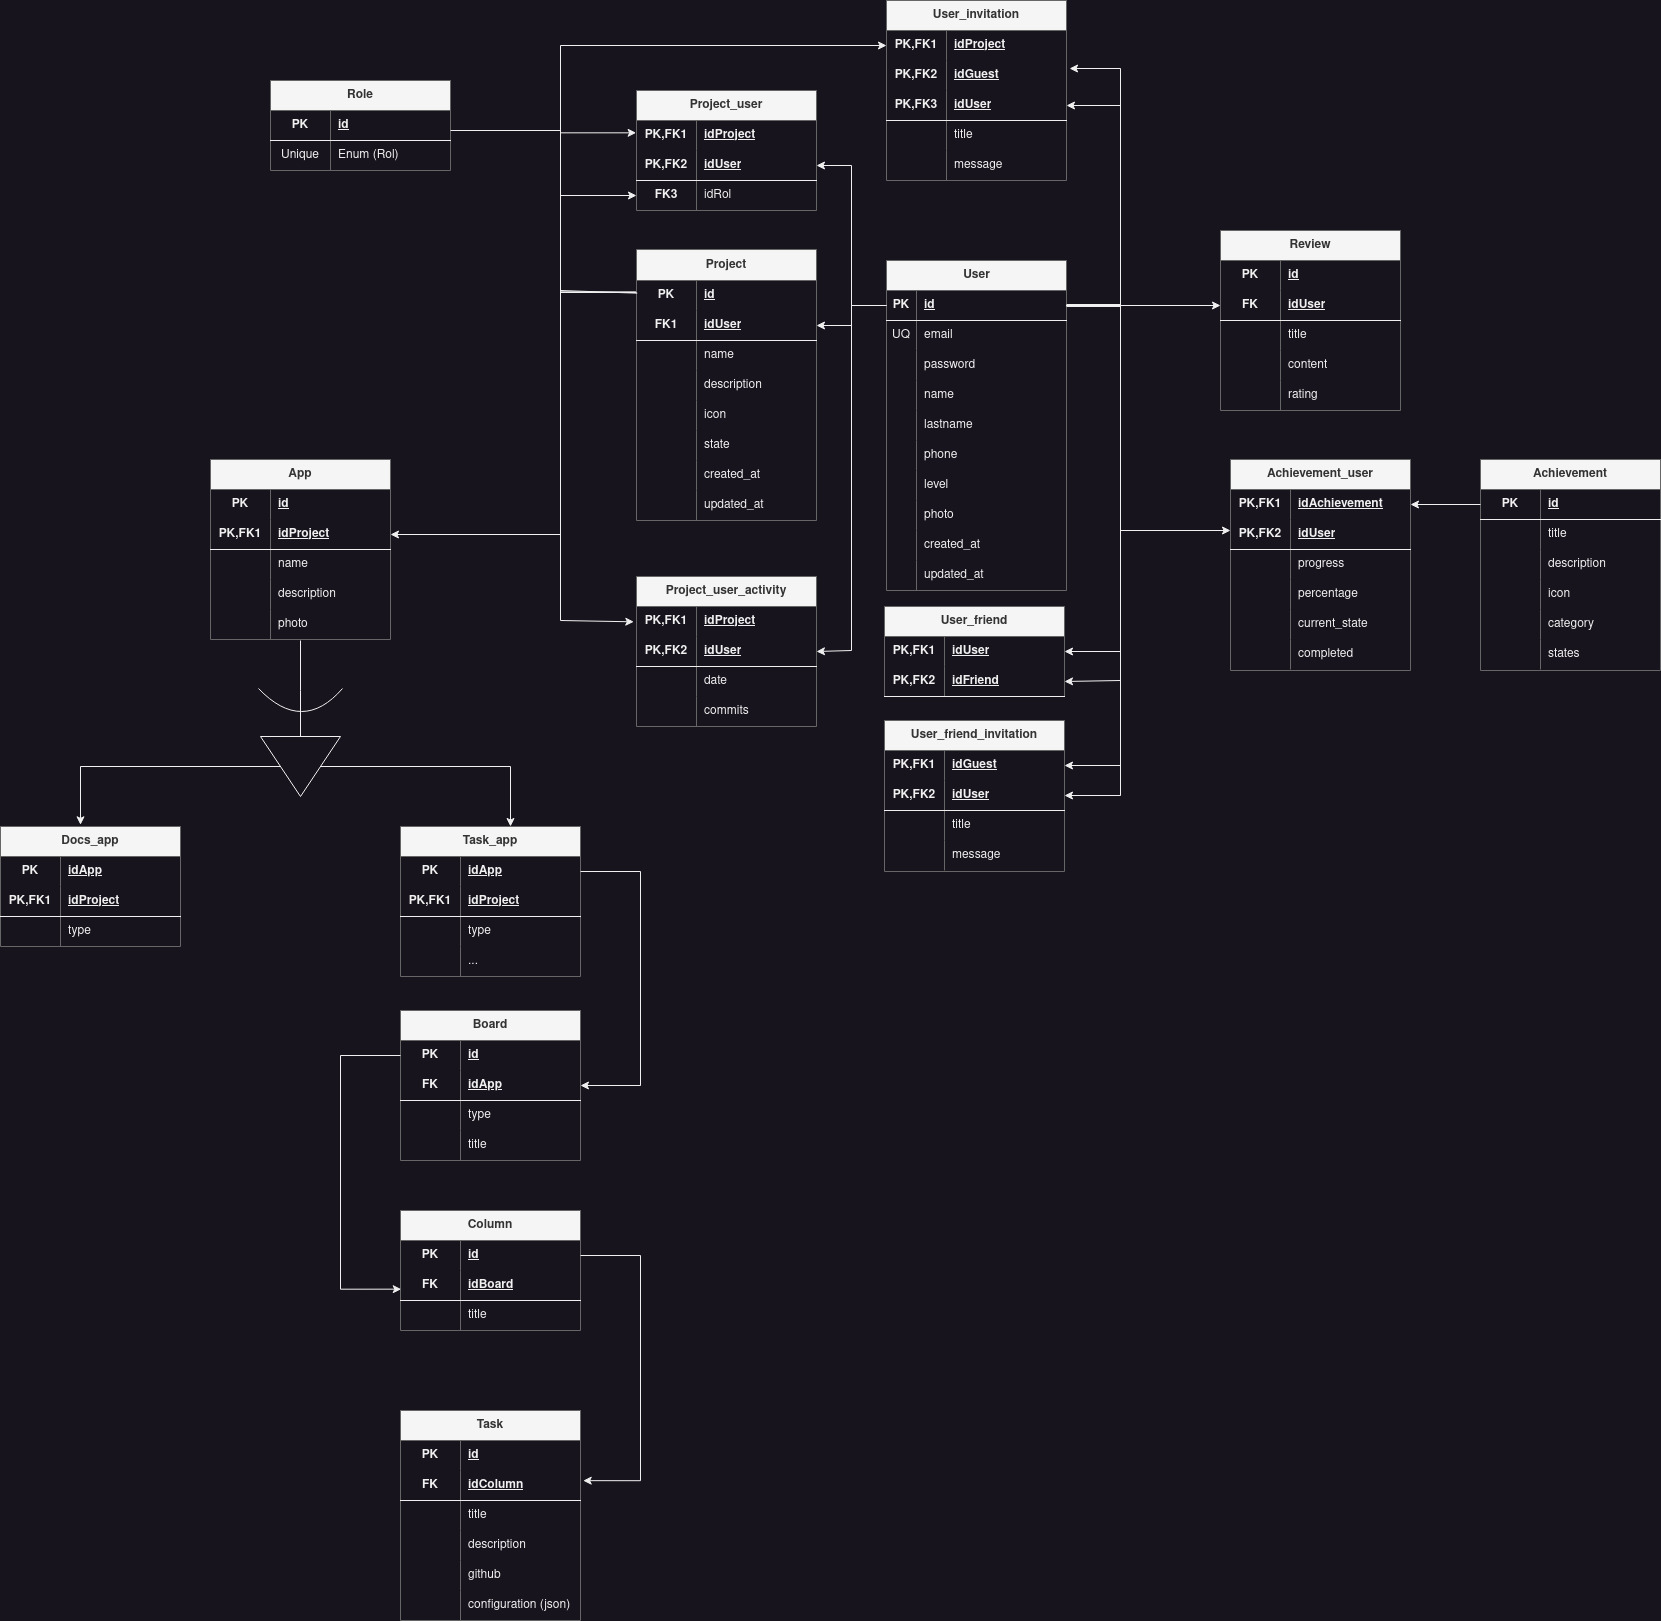 User_invitation
PK,FK1 idProject
PK,FK2 idGuest
PK,FK3 idUser
title
message
Role
PK id
Unique Enum (Rol)
Project_user
PK,FK1 idProject
PK,FK2 idUser
FK3 idRol
Project
PK id
FK1 idUser
name
description
icon
state
created_at
updated_at
User
PK id
UQ email
password
name
lastname
phone
level
photo
created_at
updated_at
Review
PK id
FK idUser
title
content
rating
App
PK id
PK,FK1 idProject
name
description
photo
Project_user_activity
PK,FK1 idProject
PK,FK2 idUser
date
commits
User_friend
PK,FK1 idUser
PK,FK2 idFriend
User_friend_invitation
PK,FK1 idGuest
PK,FK2 idUser
title
message
Achievement_user
PK,FK1 idAchievement
PK,FK2 idUser
progress
percentage
current_state
completed
Achievement
PK id
title
description
icon
category
states
Docs_app
PK idApp
PK,FK1 idProject
type
Task_app
PK idApp
PK,FK1 idProject
type
...
Board
PK id
FK idApp
type
title
Column
PK id
FK idBoard
title
Task
PK id
FK idColumn
title
description
github
configuration (json)